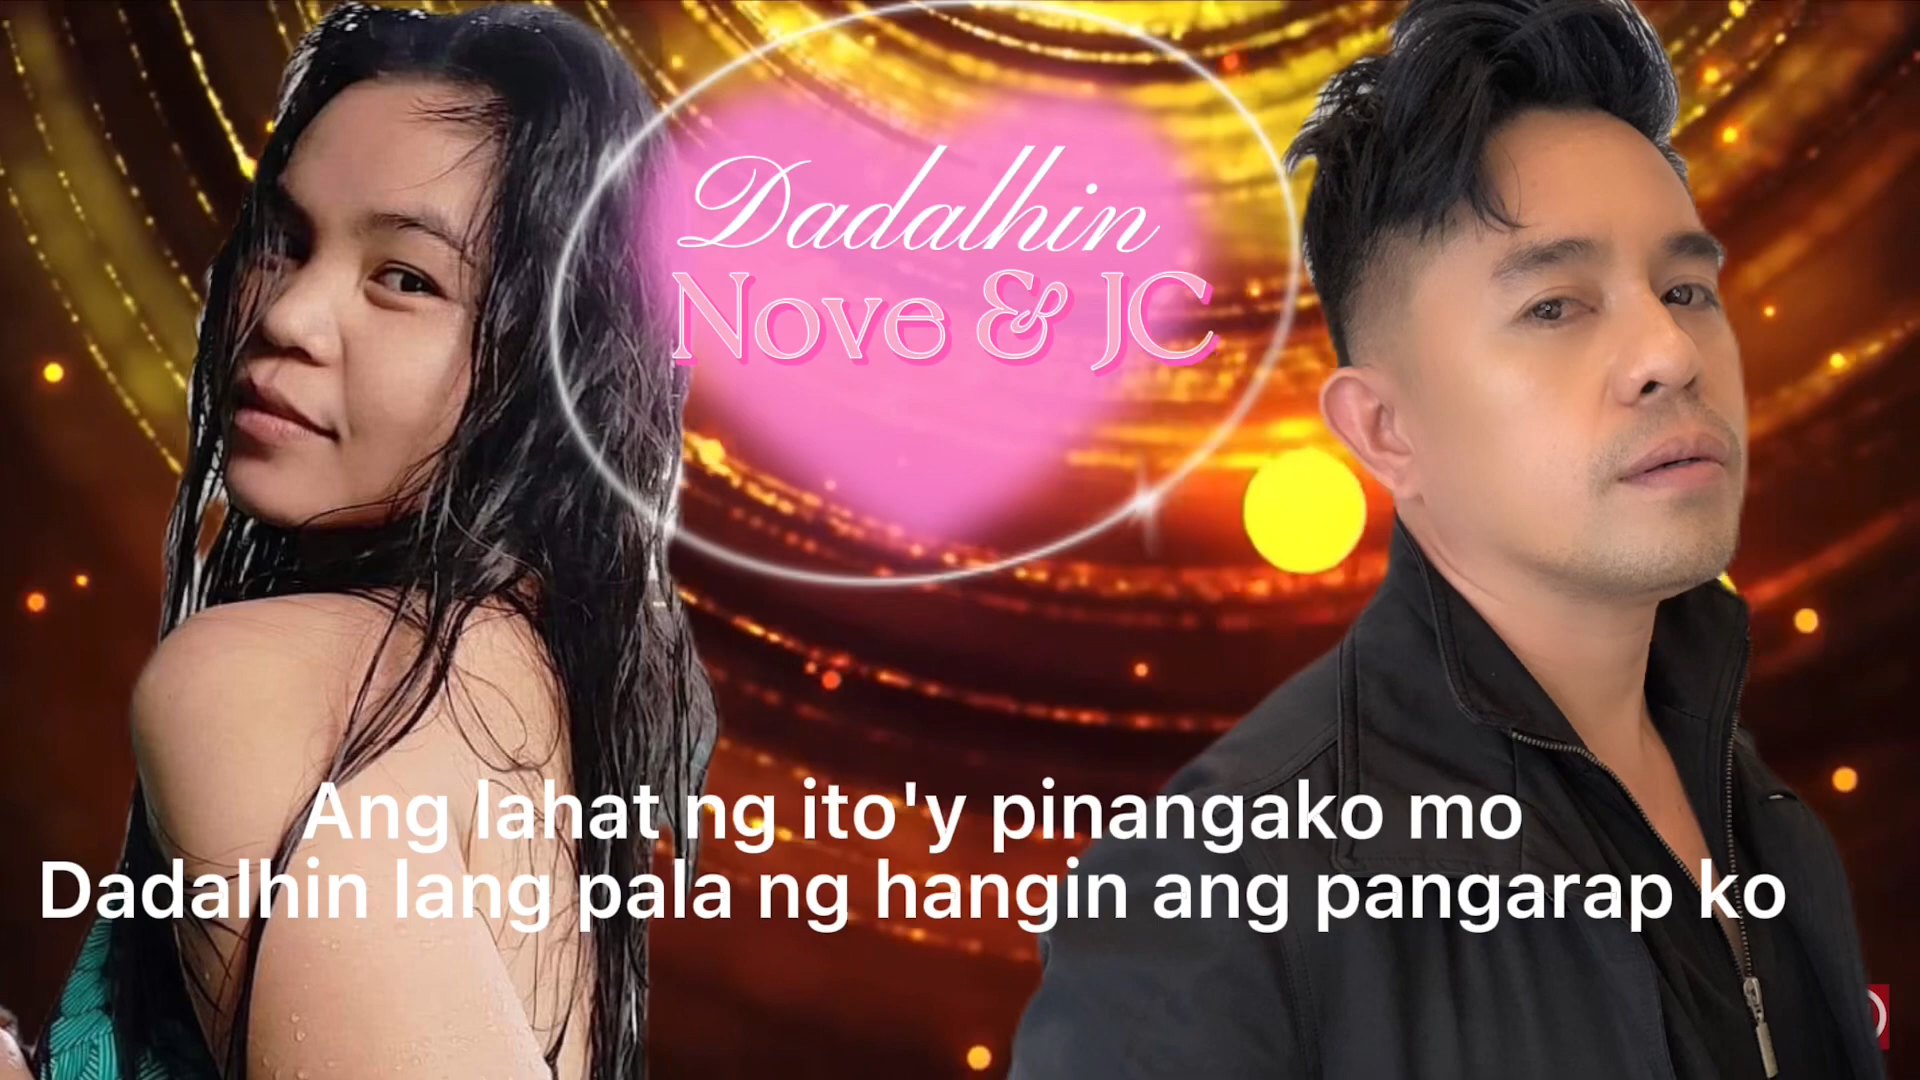 Dadalhin
Nove & JC
Ang lahat ng ito'y pinangako mo
Dadalhin lang pala ng hangin ang pangarap ko